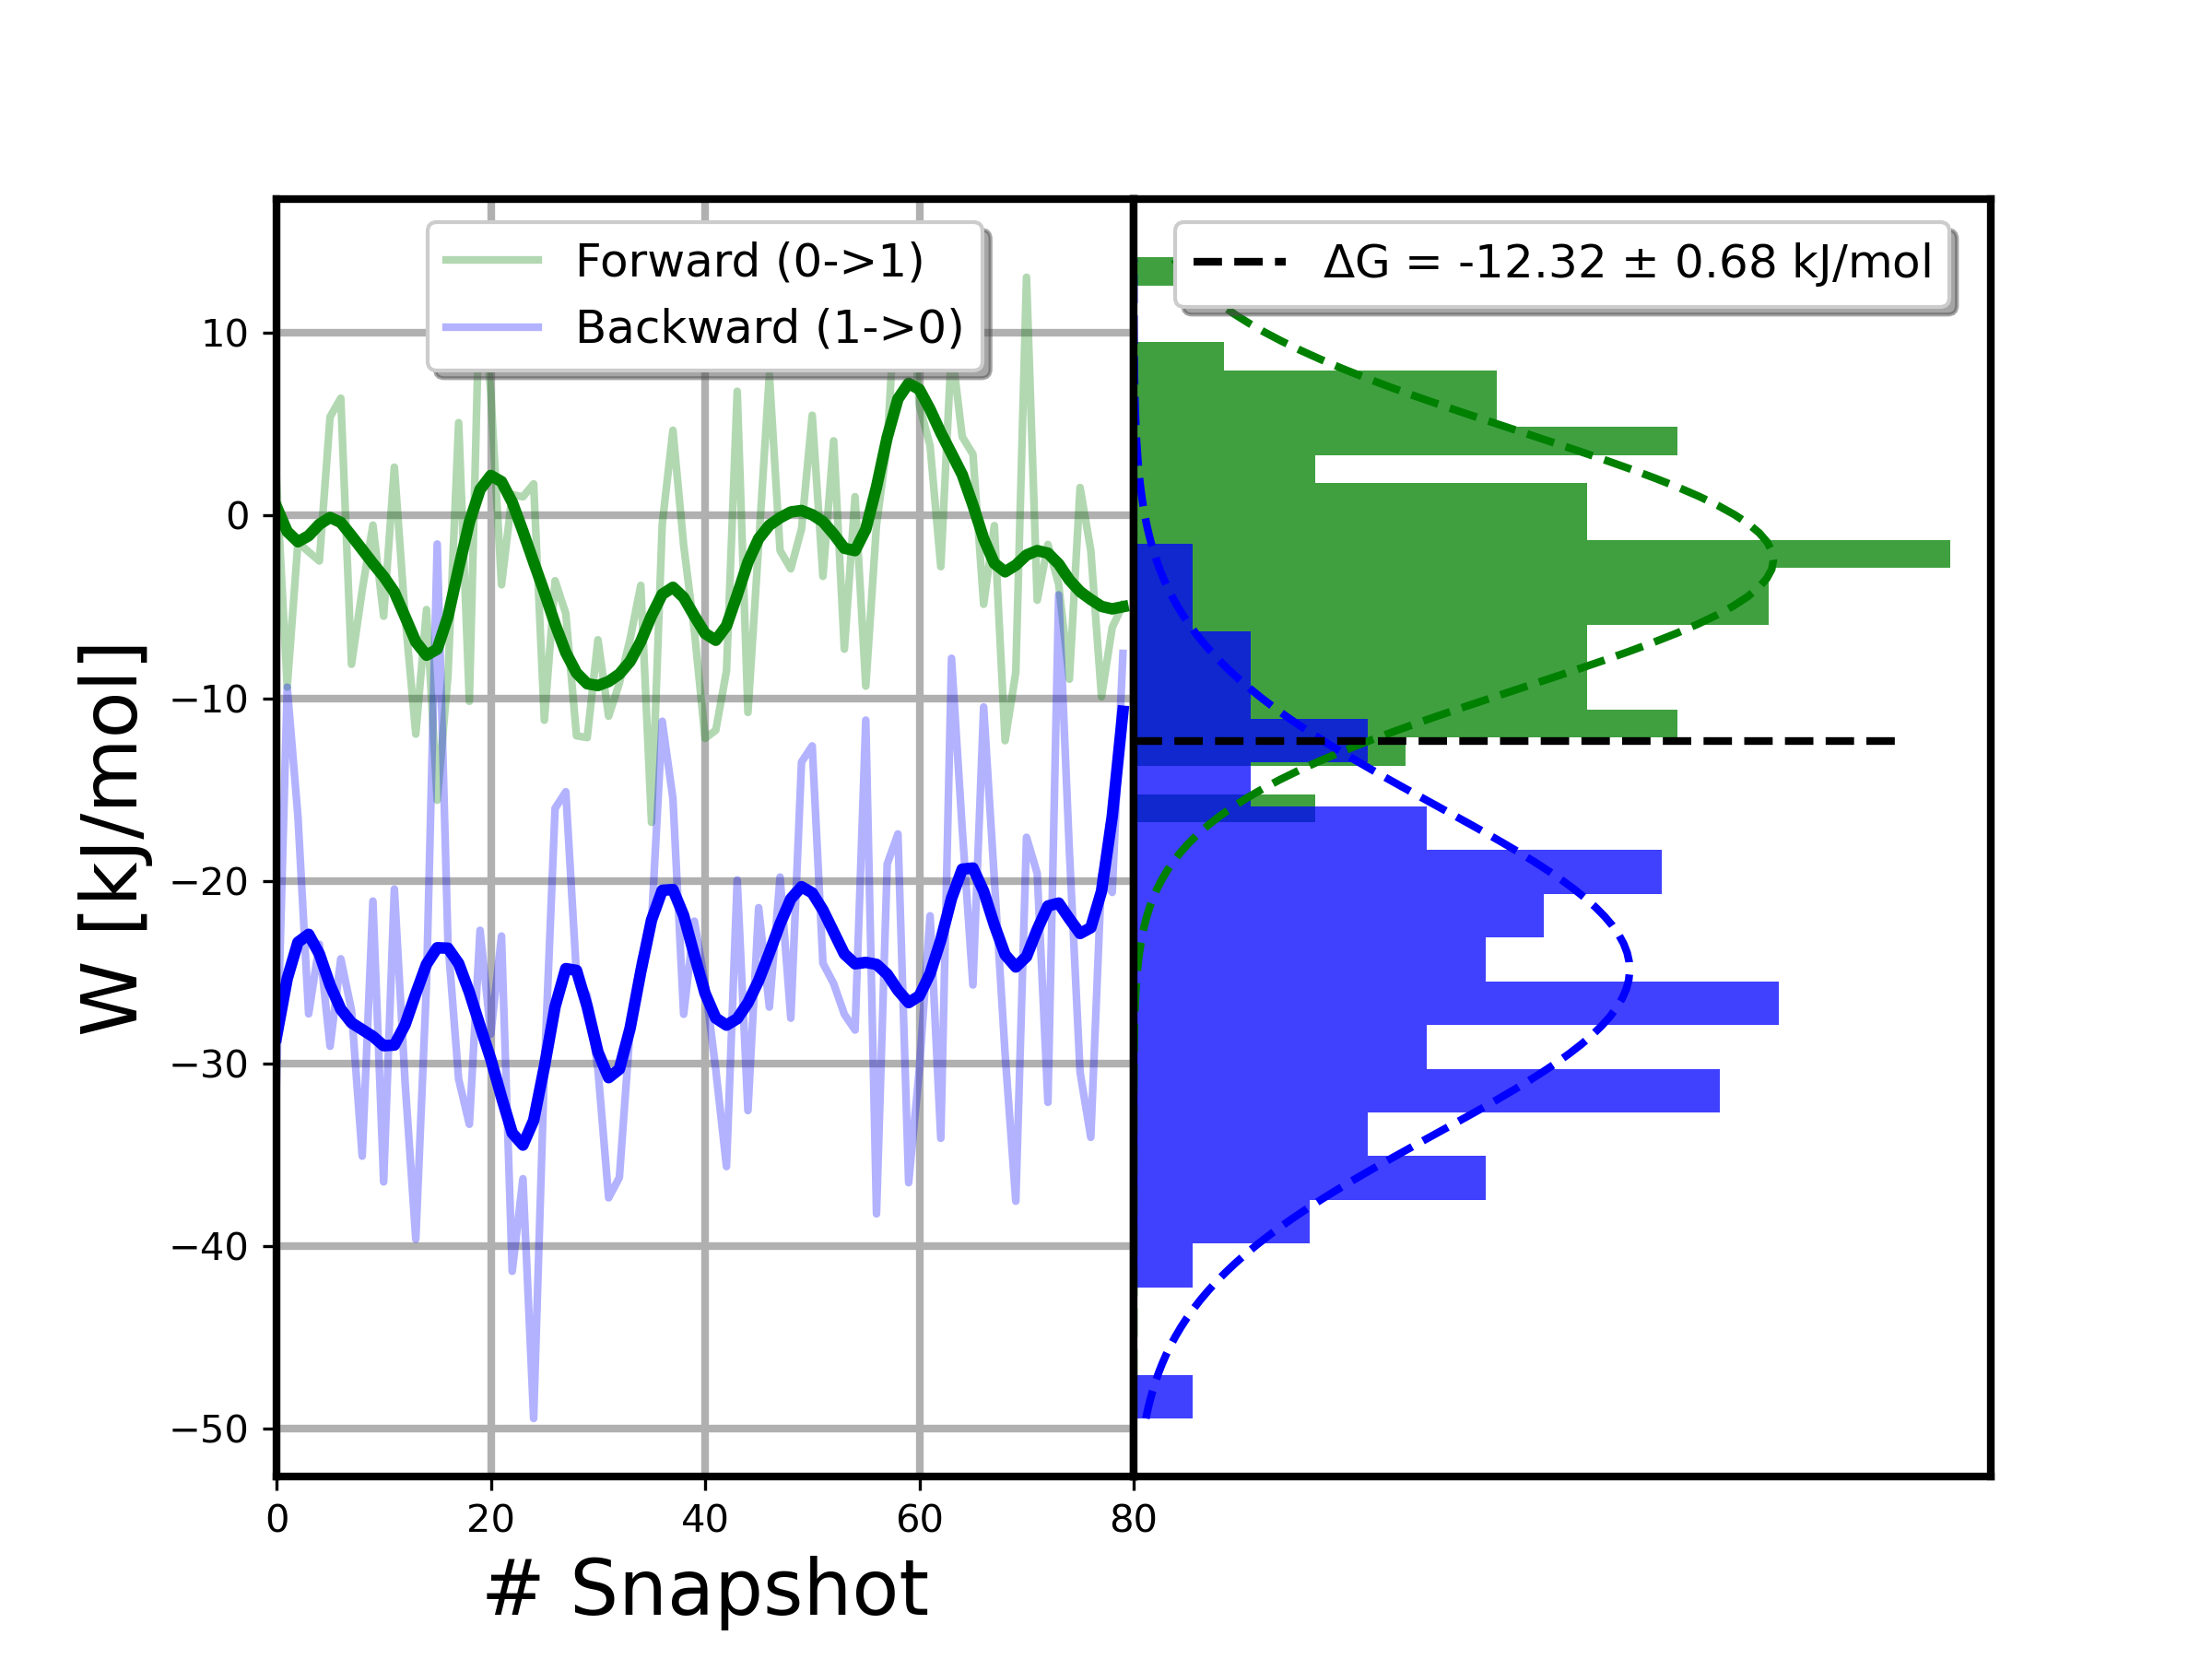 Forward (0->1)
Backward (1->0)
ΔG = -12.32 ± 0.68 kJ/mol
W [kJ/mol]
10
0
−10
−20
−30
−40
−50
0 20 40 60 80
# Snapshot